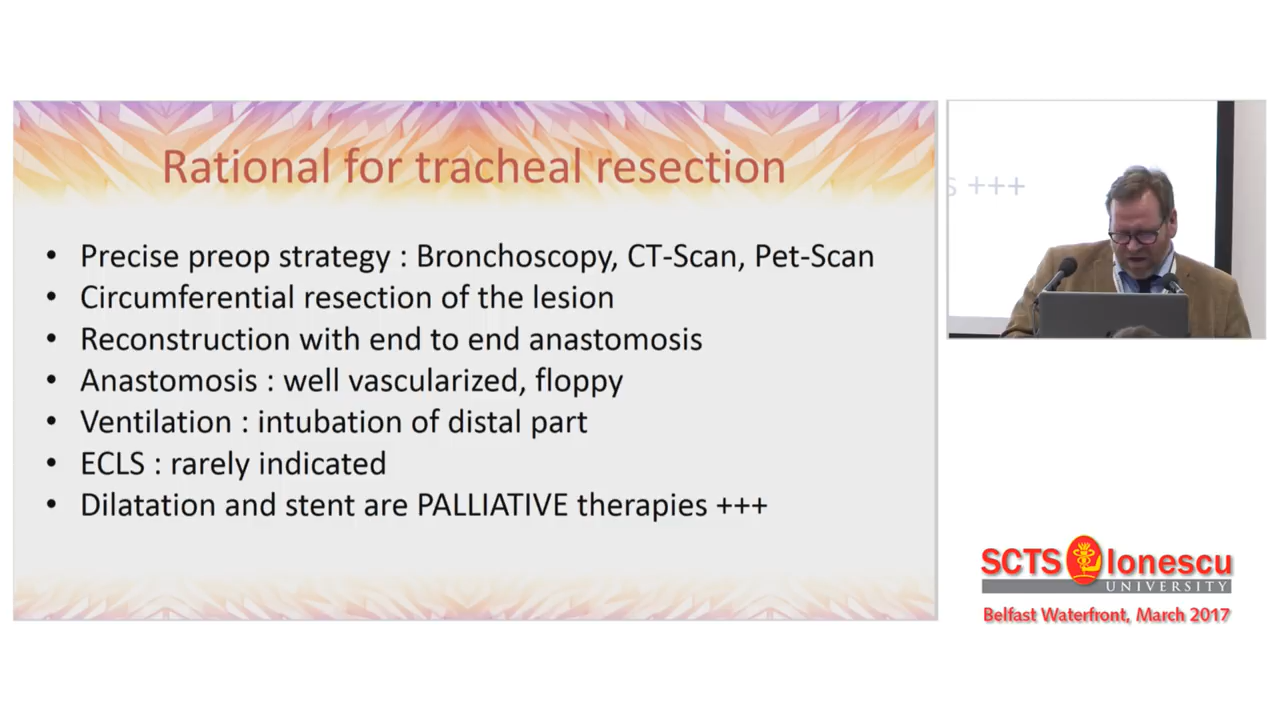 Rational for tracheal resection
• Precise preop strategy : Bronchoscopy, CT-Scan, Pet-Scan
• Circumferential resection of the lesion
• Reconstruction with end to end anastomosis
• Anastomosis : well vascularized, floppy
• Ventilation : intubation of distal part
• ECLS : rarely indicated
• Dilatation and stent are PALLIATIVE therapies +++
s +++
SCTS Ionescu
UNIVERSITY
Belfast Waterfront, March 2017